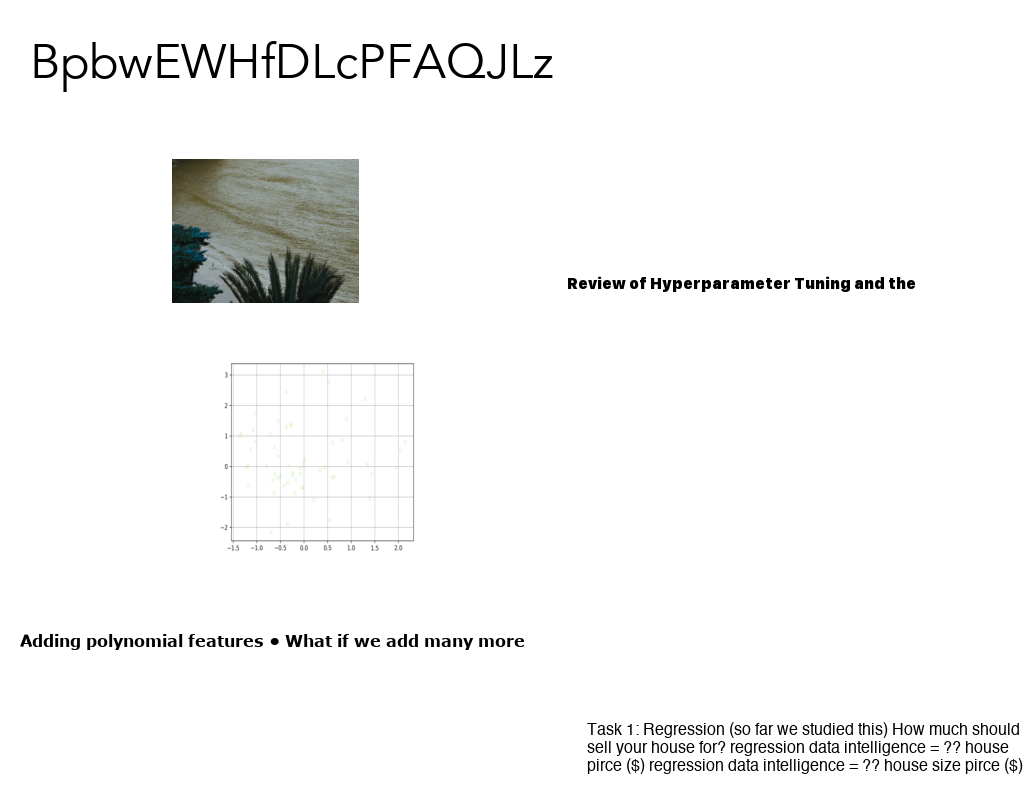 BpbwEWHfDLcPFAQJLz
Review of Hyperparameter Tuning and the
3
2
1
0
−1
−2
−1.5 −1.0 −0.5 0.0 0.5 1.0 1.5 2.0
Adding polynomial features • What if we add many more
Task 1: Regression (so far we studied this) How much should
sell your house for? regression data intelligence = ?? house
pirce ($) regression data intelligence = ?? house size pirce ($)